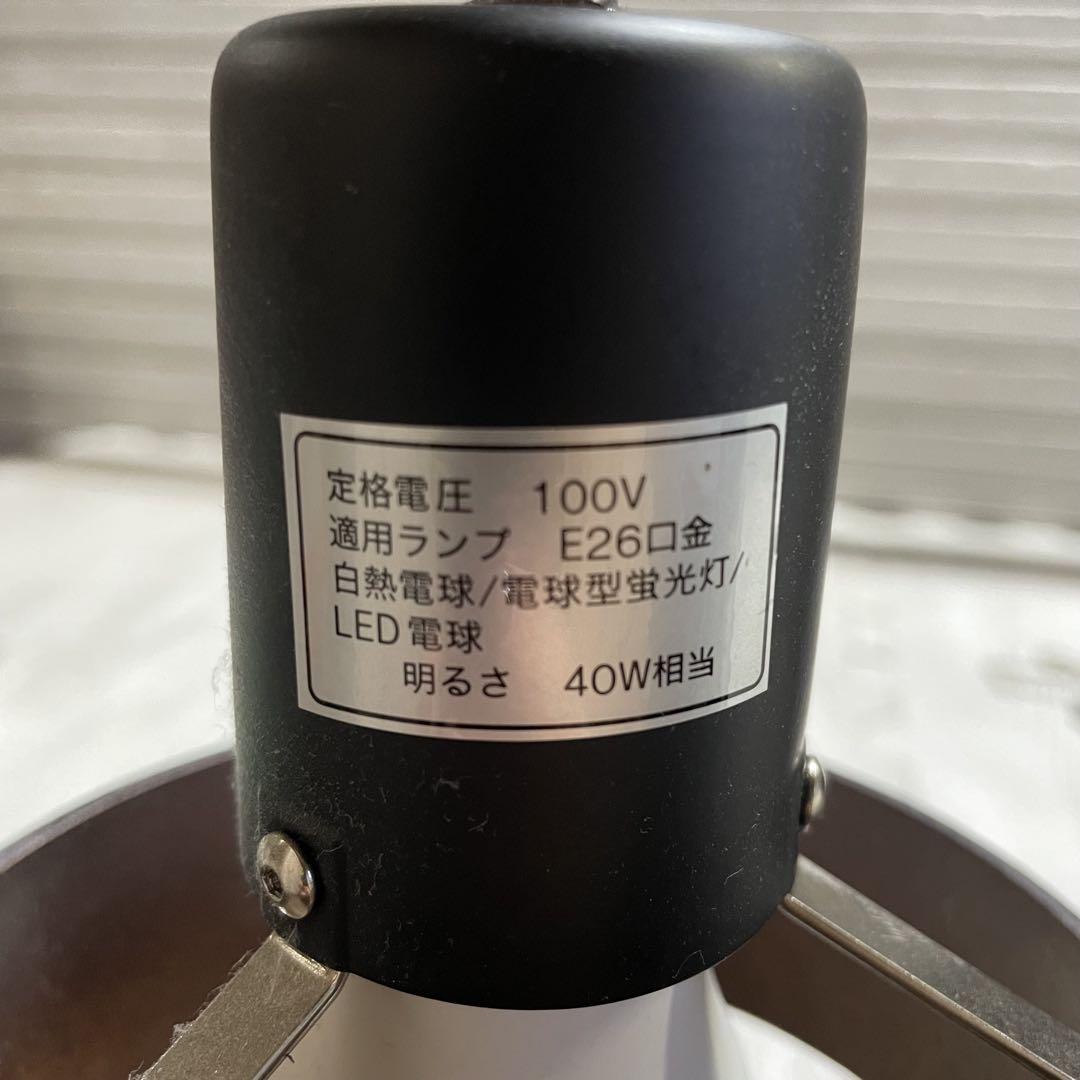 定格電圧 100V
適用ランプ E26口金
白熱電球/電球型蛍光灯/
LED電球
明るさ 40W相当